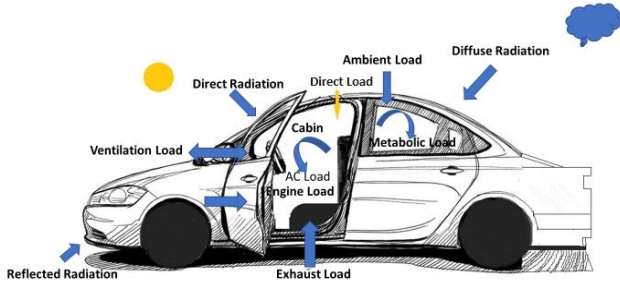 Ambient Load
Diffuse Radiation
Direct Radiation
Direct Load
Cabin
Metabolic Load
Ventilation Load
AC Load
Engine Load
Reflected Radiation
Exhaust Load